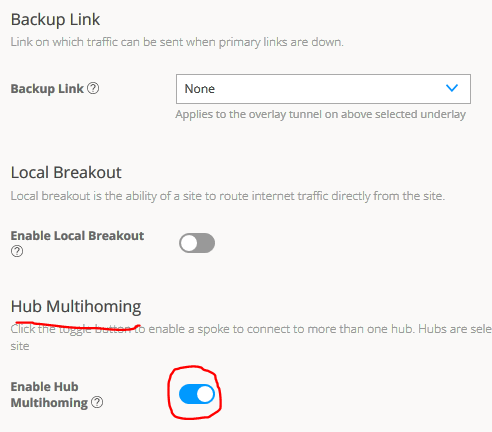 Backup Link
Link on which traffic can be sent when primary links are down.
Backup Link ?
None
Applies to the overlay tunnel on above selected underlay
Local Breakout
Local breakout is the ability of a site to route internet traffic directly from the site.
Enable Local Breakout
?
Hub Multihoming
Click the toggle button to enable a spoke to connect to more than one hub. Hubs are sele
site
Enable Hub
Multihoming ?